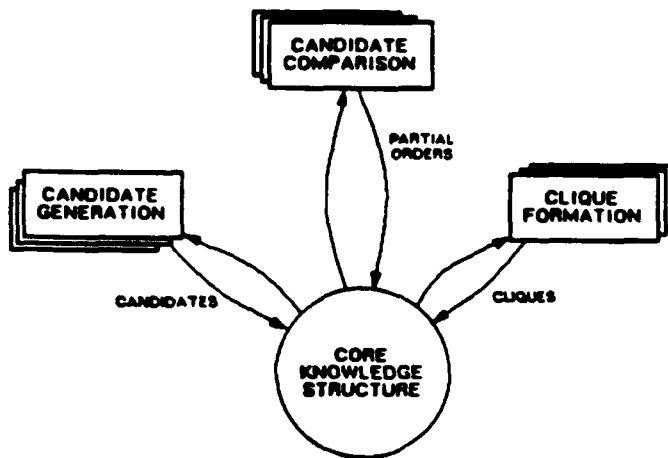 CANDIDATE
COMPARISON
PARTIAL
ORDERS
CANDIDATE
GENERATION
CLIQUE
FORMATION
CANDIDATES
CLIQUES
CORE
KNOWLEDGE
STRUCTURE